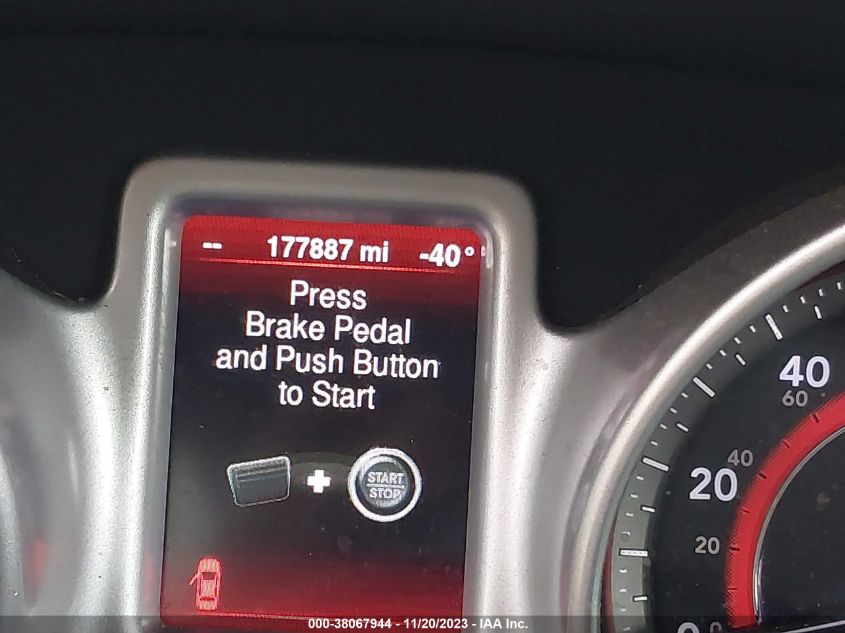 -- 177887 mi -40°
Press
Brake Pedal
and Push Button
to Start
START
STOP
40
60
40
20
20
0
000-38067944 - 11/20/2023 - IAA Inc.